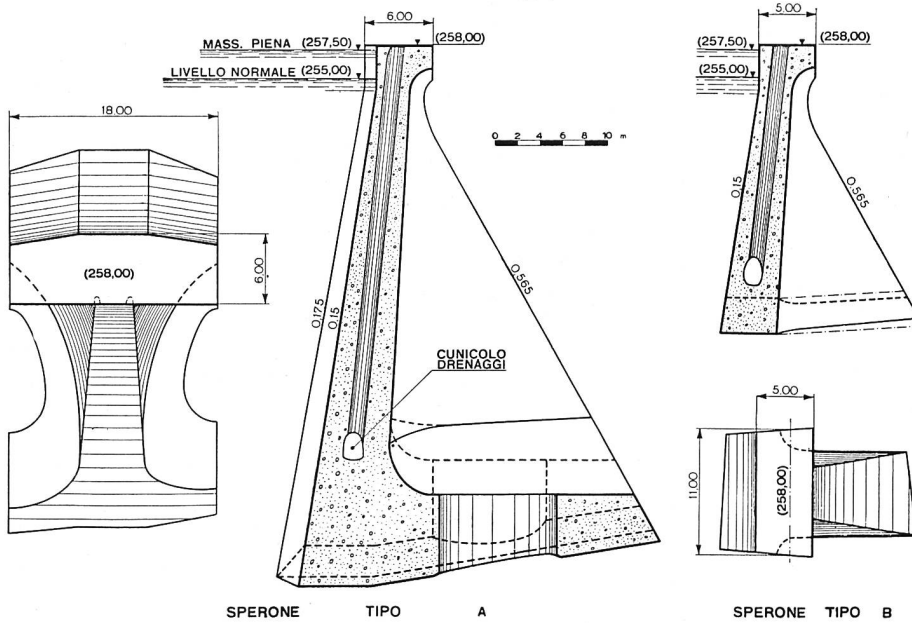 6.00
MASS. PIENA (257,50)
(258,00)
LIVELLO NORMALE (255,00)
18.00
0 2 4 6 8 10 m
(258,00)
6.00
0.175
0.15
0.565
CUNICOLO
DRENAGGI
SPERONE TIPO A
5.00
(257,50)
(258,00)
(255,00)
0.15
0.565
5.00
11.00
(258,00)
SPERONE TIPO B